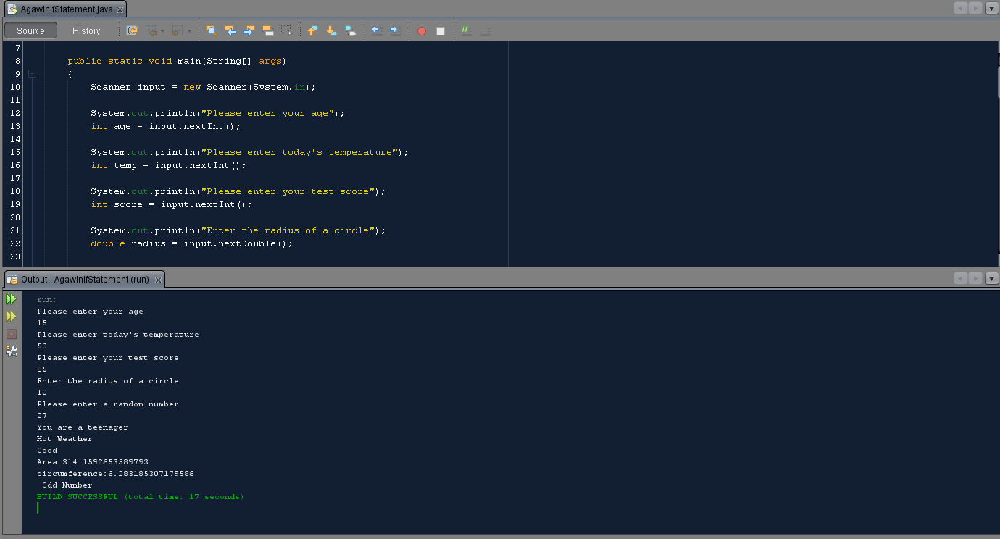 AgawinIfStatement.java
Source History
7
8 public static void main(String[] args)
9 {
10 Scanner input = new Scanner(System.in);
11
12 System.out.println("Please enter your age");
13 int age = input.nextInt();
14
15 System.out.println("Please enter today's temperature");
16 int temp = input.nextInt();
17
18 System.out.println("Please enter your test score");
19 int score = input.nextInt();
20
21 System.out.println("Enter the radius of a circle");
22 double radius = input.nextDouble();
23
Output - AgawinIfStatement (run)
run:
Please enter your age
15
Please enter today's temperature
50
Please enter your test score
85
Enter the radius of a circle
10
Please enter a random number
27
You are a teenager
Hot Weather
Good
Area:314.1592653589793
circumference:6.283185307179586
Odd Number
BUILD SUCCESSFUL (total time: 17 seconds)